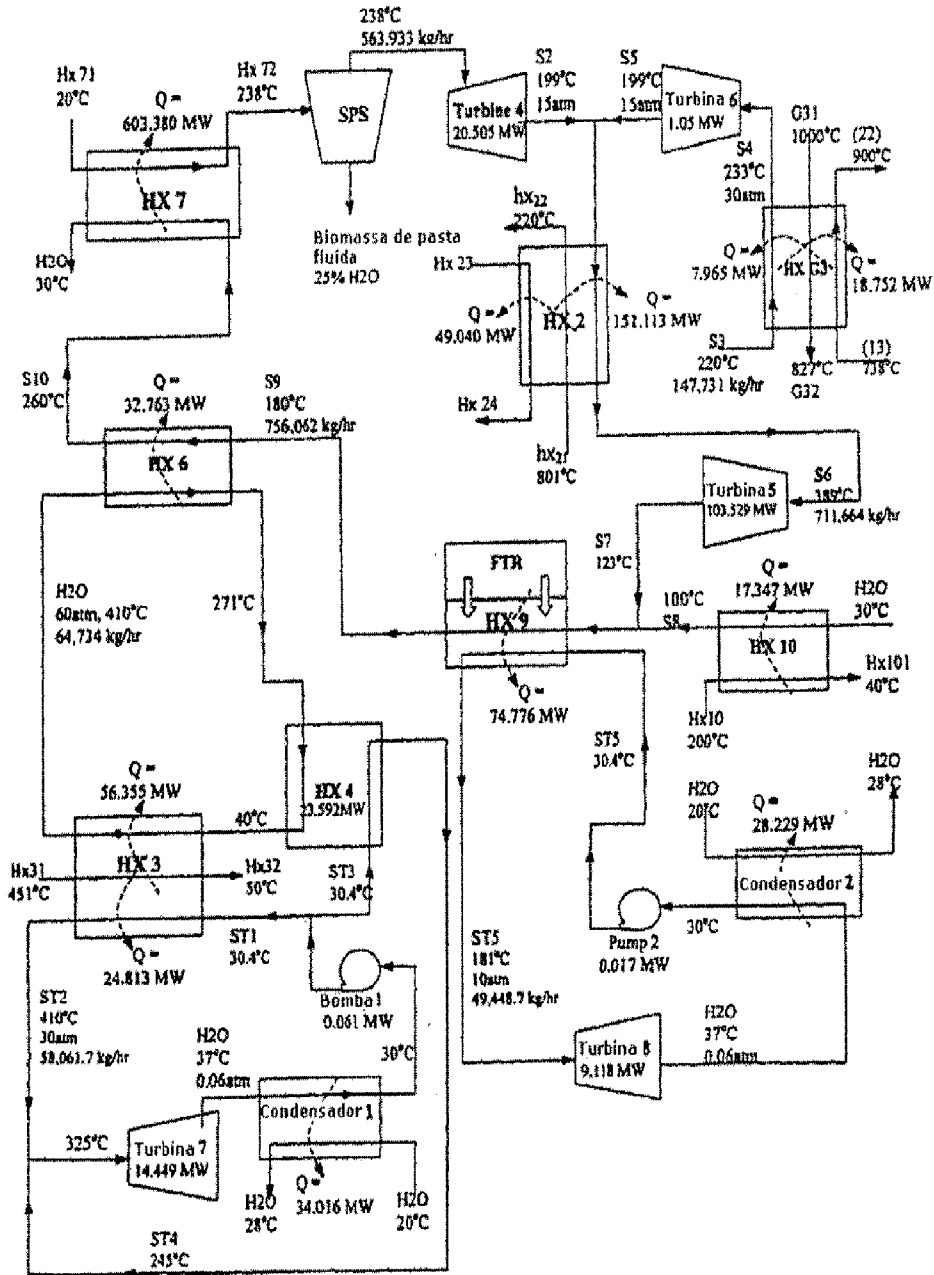 238°C
563.933 kg/hr
Hx 71
20°C
Q =
603.380 MW
Hx 72
238°C
SPS
HX 7
H2O
30°C
Biomassa de pasta
fluida
25% H2O
Turbine 4
20.505 MW
S2
199°C
15atm
S5
199°C
15atm
Turbina 6
1.05 MW
G31
1000°C
(22)
900°C
S4
233°C
30atm
hx22
220°C
Hx 23
Q =
49.040 MW
HX 2
Q =
151.113 MW
Q =
7.965 MW
HX G3
Q =
18.752 MW
S3
220°C
147,731 kg/hr
827°C
G32
(13)
738°C
Hx 24
hx21
801°C
S10
260°C
Q =
32.763 MW
S9
180°C
756,062 kg/hr
HX 6
Turbina 5
103.529 MW
S6
389°C
711,664 kg/hr
S7
123°C
FTR
HX 9
Q =
74.776 MW
100°C
S8
Q =
17.347 MW
H2O
30°C
HX 10
Hx101
40°C
Hx10
200°C
H2O
60atm, 410°C
64,734 kg/hr
271°C
HX 4
23.592MW
ST5
30.4°C
H2O
20°C
H2O
28°C
Q =
28.229 MW
Condensador 2
30°C
Pump 2
0.017 MW
Q =
56.355 MW
40°C
HX 3
Hx31
451°C
Hx32
50°C
ST3
30.4°C
ST1
30.4°C
Q =
24.813 MW
Bomba 1
0.061 MW
ST2
410°C
30atm
58,061.7 kg/hr
H2O
37°C
0.06atm
30°C
Condensador 1
ST5
181°C
10atm
49,448.7 kg/hr
H2O
37°C
0.06atm
Turbina 8
9.118 MW
325°C
Turbina 7
14.449 MW
H2O
28°C
Q =
34.016 MW
H2O
20°C
ST4
245°C